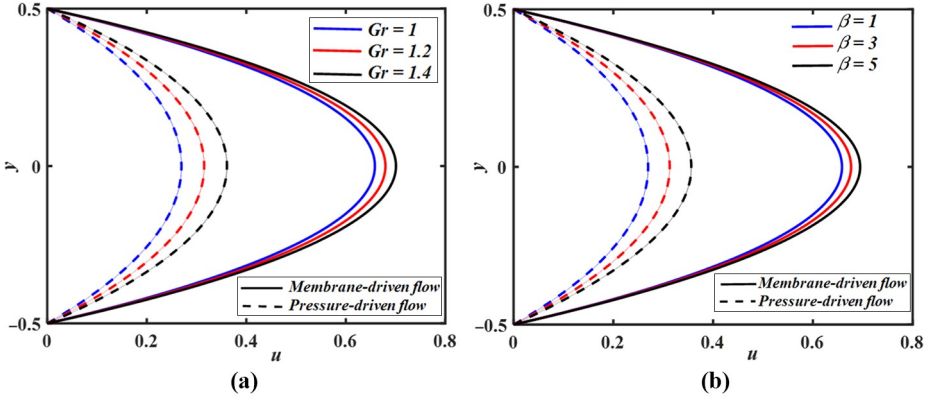 0.5
Gr = 1
Gr = 1.2
Gr = 1.4
y
0
Membrane-driven flow
Pressure-driven flow
−0.5
0
0.2
0.4
0.6
0.8
u
(a)
0.5
β = 1
β = 3
β = 5
y
0
Membrane-driven flow
Pressure-driven flow
−0.5
0
0.2
0.4
0.6
0.8
u
(b)